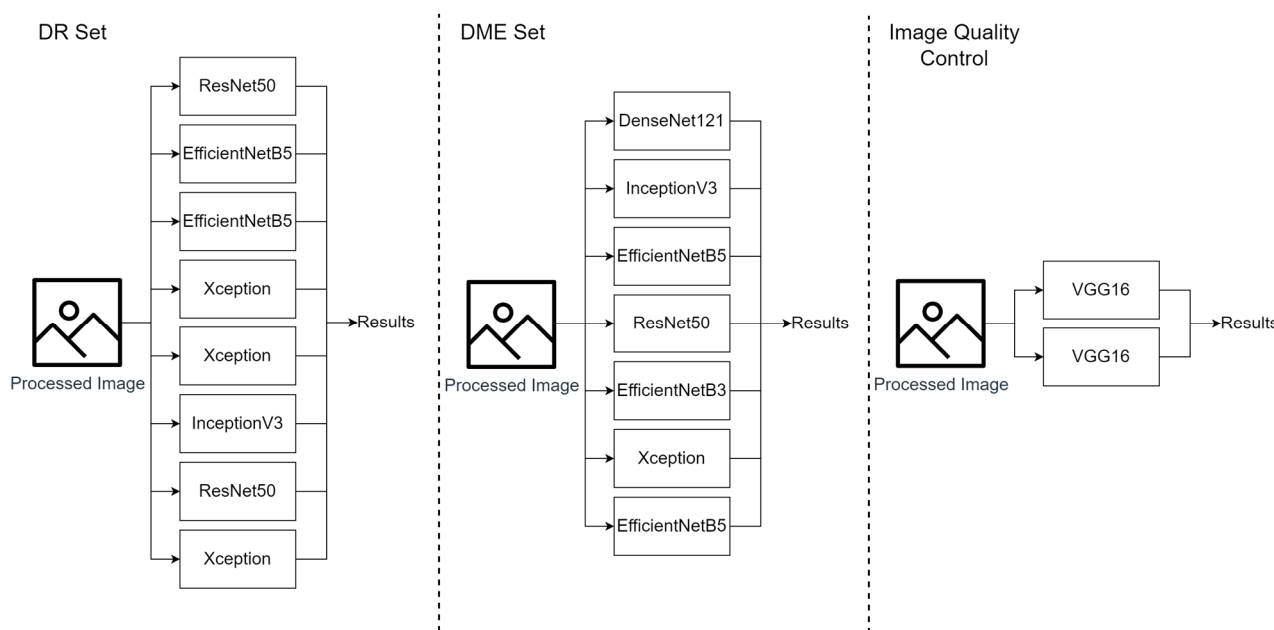 DR Set
ResNet50
EfficientNetB5
EfficientNetB5
Xception
Xception
InceptionV3
ResNet50
Xception
Processed Image
Results
DME Set
DenseNet121
InceptionV3
EfficientNetB5
ResNet50
EfficientNetB3
Xception
EfficientNetB5
Processed Image
Results
Image Quality
Control
VGG16
VGG16
Processed Image
Results